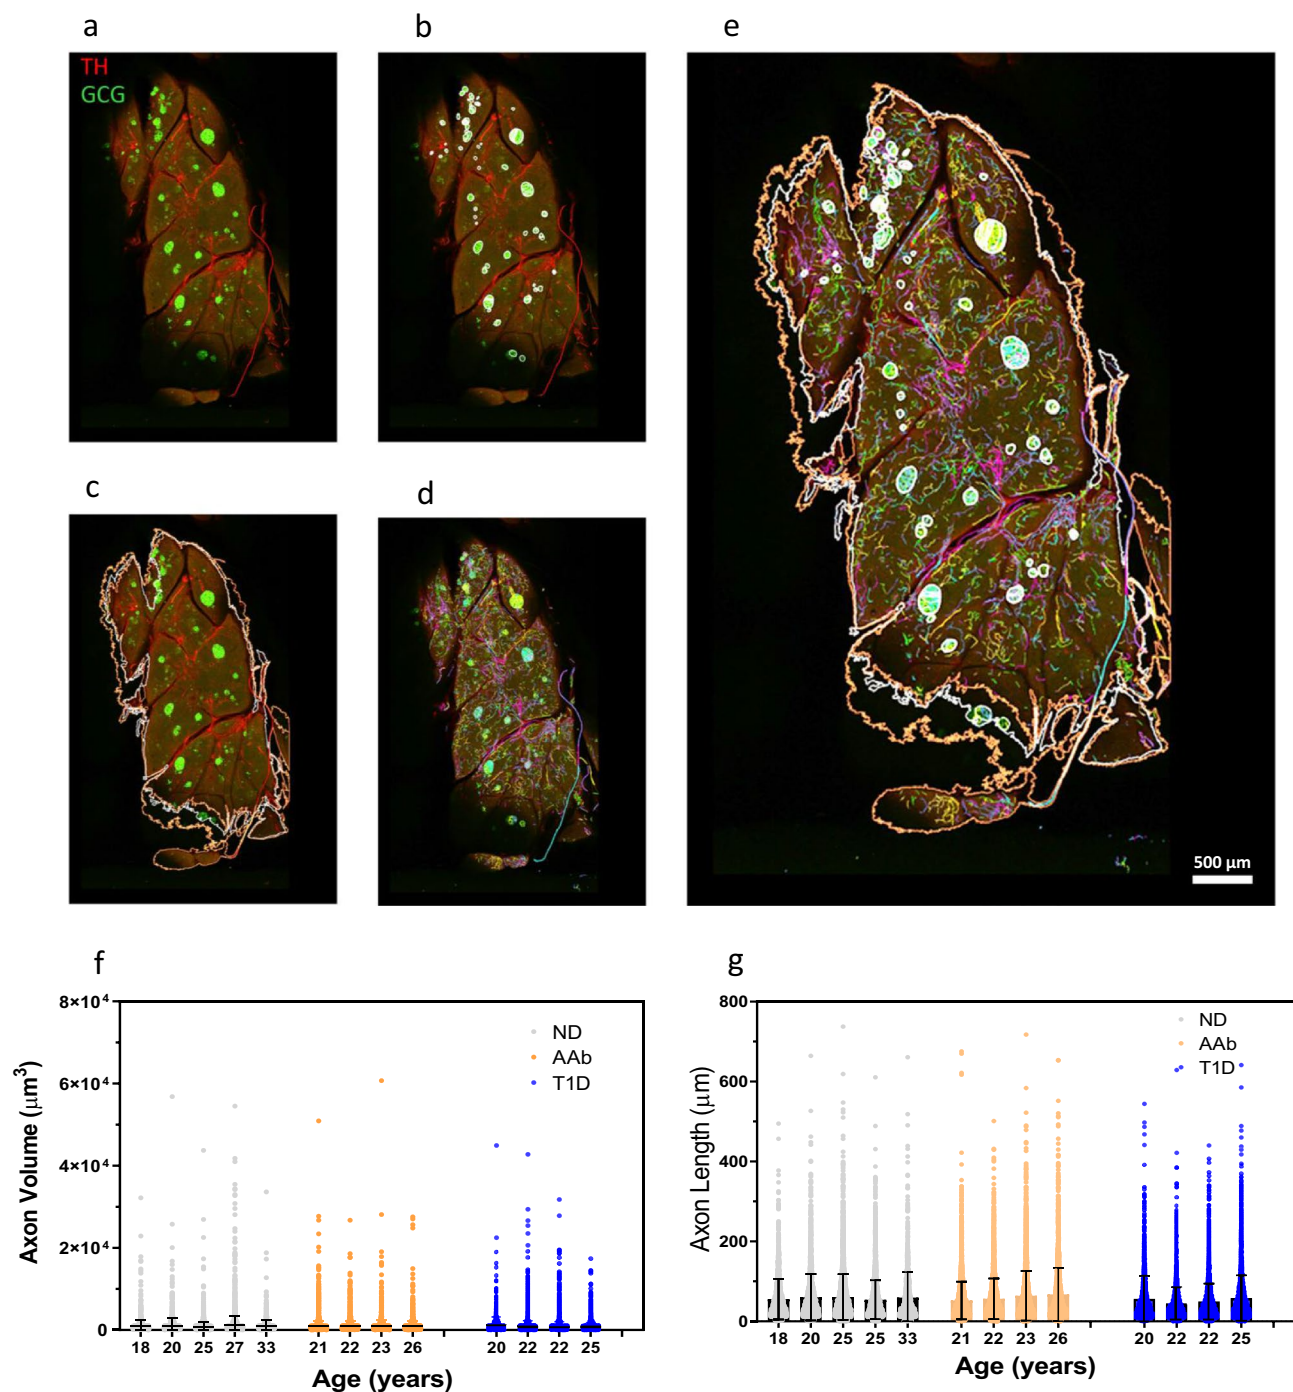 a
b
e
TH
GCG
c
d
500 μm
f
g
8×10⁴
6×10⁴
4×10⁴
2×10⁴
0
Axon Volume (μm³)
ND
AAb
T1D
18 20 25 27 33 21 22 23 26 20 22 22 25
Age (years)
800
600
400
200
0
Axon Length (μm)
ND
AAb
T1D
18 20 25 25 33 21 22 23 26 20 22 22 25
Age (years)